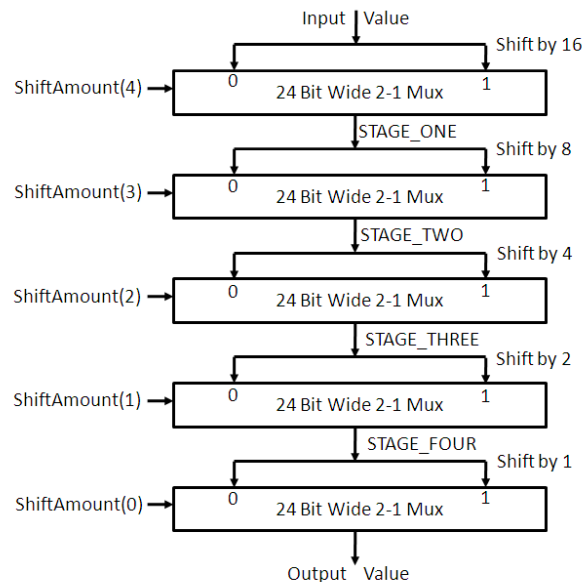 Input Value
Shift by 16
ShiftAmount(4)
0
24 Bit Wide 2-1 Mux
1
STAGE_ONE
Shift by 8
ShiftAmount(3)
0
24 Bit Wide 2-1 Mux
1
STAGE_TWO
Shift by 4
ShiftAmount(2)
0
24 Bit Wide 2-1 Mux
1
STAGE_THREE
Shift by 2
ShiftAmount(1)
0
24 Bit Wide 2-1 Mux
1
STAGE_FOUR
Shift by 1
ShiftAmount(0)
0
24 Bit Wide 2-1 Mux
1
Output Value